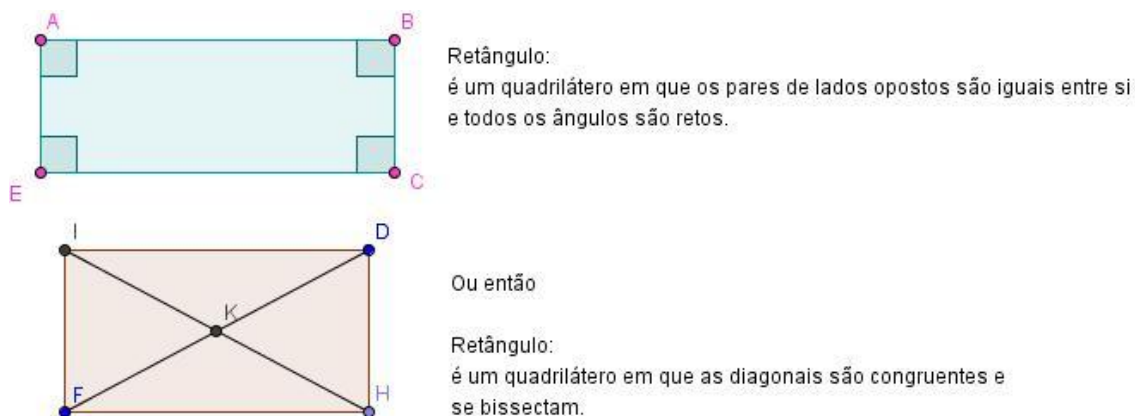 A
B
Retângulo:
é um quadrilátero em que os pares de lados opostos são iguais entre si
e todos os ângulos são retos.
E
C
I
D
K
F
H
Ou então
Retângulo:
é um quadrilátero em que as diagonais são congruentes e
se bissectam.